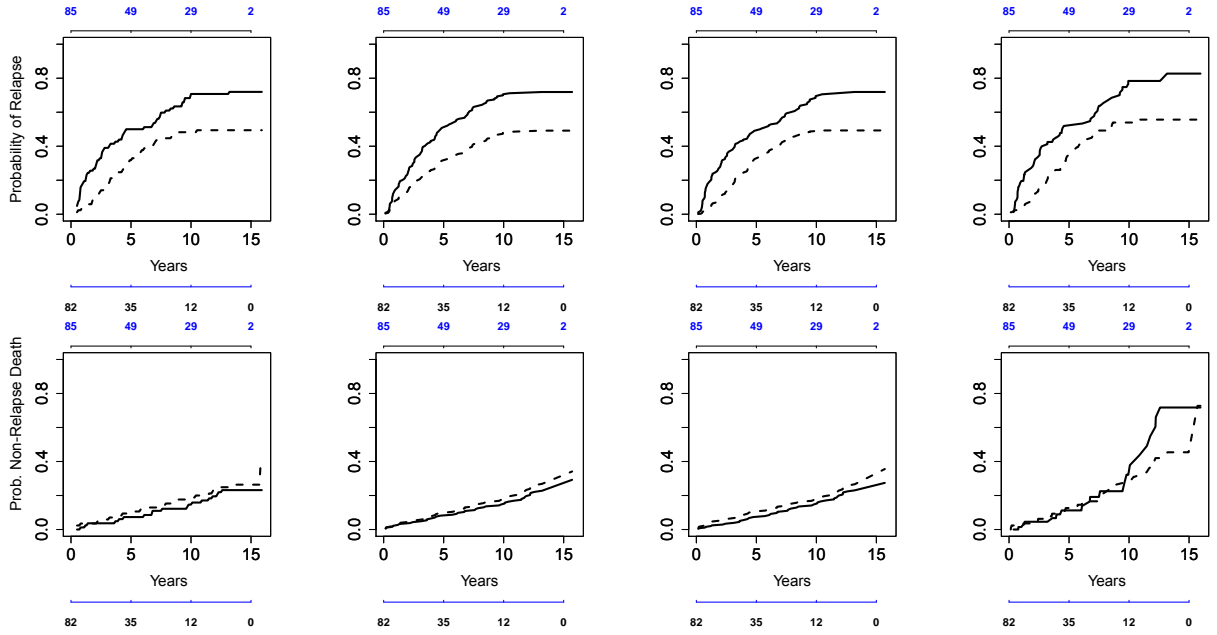 85 49 29 2 85 49 29 2 85 49 29 2 85 49 29 2
Probability of Relapse
0.8 0.8 0.8 0.8
0.4 0.4 0.4 0.4
0.0 0.0 0.0 0.0
0 5 10 15 0 5 10 15 0 5 10 15 0 5 10 15
Years Years Years Years
82 35 12 0 82 35 12 0 82 35 12 0 82 35 12 0
85 49 29 2 85 49 29 2 85 49 29 2 85 49 29 2
Prob. Non-Relapse Death
0.8 0.8 0.8 0.8
0.4 0.4 0.4 0.4
0.0 0.0 0.0 0.0
0 5 10 15 0 5 10 15 0 5 10 15 0 5 10 15
Years Years Years Years
82 35 12 0 82 35 12 0 82 35 12 0 82 35 12 0